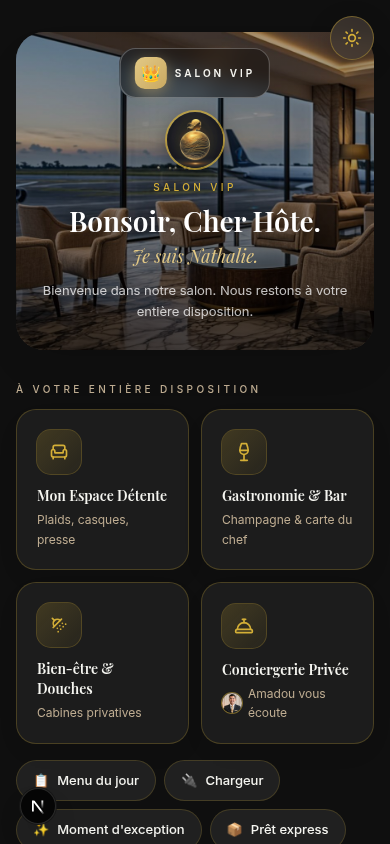 SALON VIP
SALON VIP
Bonsoir, Cher Hôte.
Je suis Nathalie.
Bienvenue dans notre salon. Nous restons à votre
entière disposition.
À VOTRE ENTIÈRE DISPOSITION
Mon Espace Détente
Plaids, casques,
presse
Gastronomie & Bar
Champagne & carte du
chef
Bien-être &
Douches
Cabines privatives
Conciergerie Privée
Amadou vous
écoute
Menu du jour
Chargeur
N
Moment d'exception
Prêt express